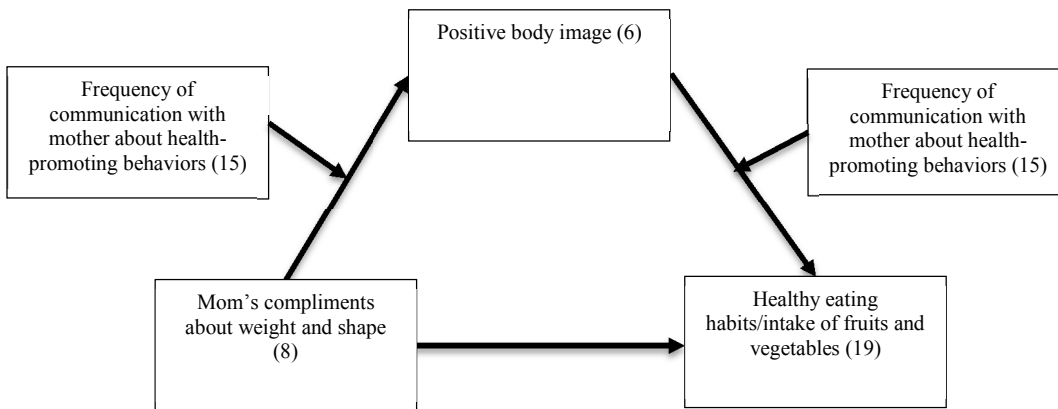 Positive body image (6)
Frequency of
communication with
mother about health-
promoting behaviors (15)
Frequency of
communication with
mother about health-
promoting behaviors (15)
Mom’s compliments
about weight and shape
(8)
Healthy eating
habits/intake of fruits and
vegetables (19)